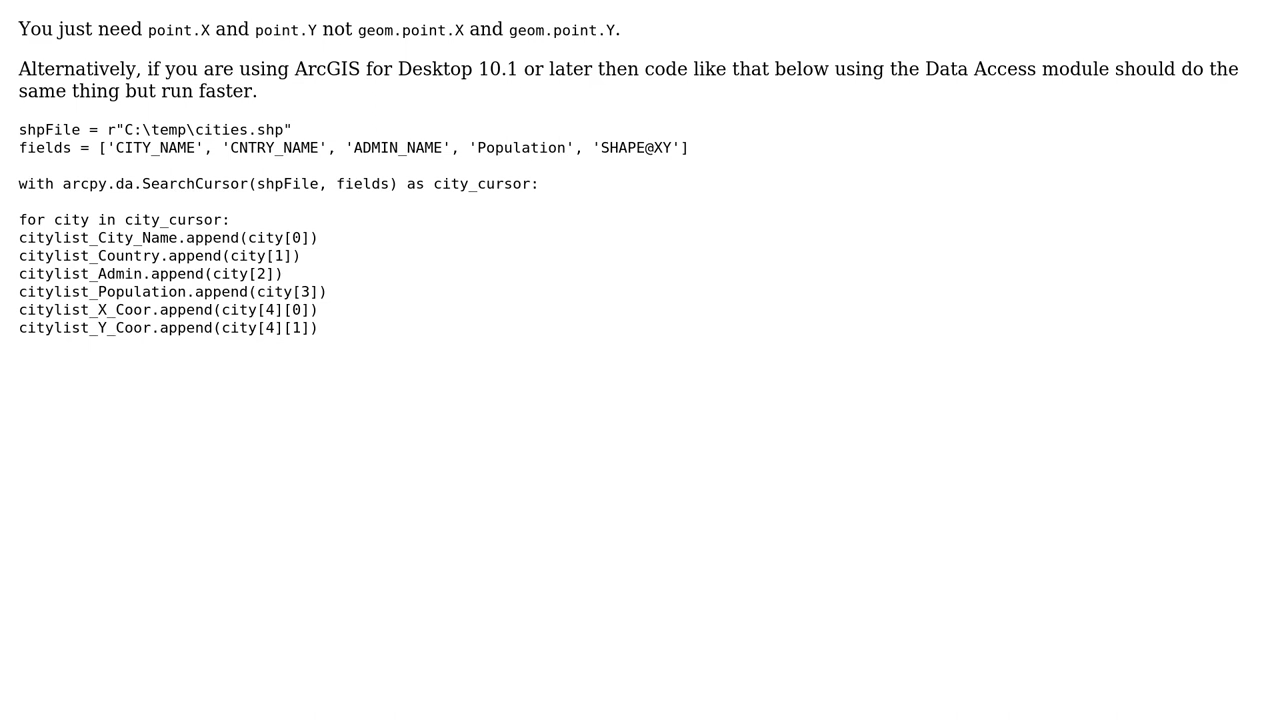 You just need point.X and point.Y not geom.point.X and geom.point.Y.
Alternatively, if you are using ArcGIS for Desktop 10.1 or later then code like that below using the Data Access module should do the
same thing but run faster.
shpFile = r"C:\temp\cities.shp"
fields = ['CITY_NAME', 'CNTRY_NAME', 'ADMIN_NAME', 'Population', 'SHAPE@XY']
with arcpy.da.SearchCursor(shpFile, fields) as city_cursor:
for city in city_cursor:
citylist_City_Name.append(city[0])
citylist_Country.append(city[1])
citylist_Admin.append(city[2])
citylist_Population.append(city[3])
citylist_X_Coor.append(city[4][0])
citylist_Y_Coor.append(city[4][1])